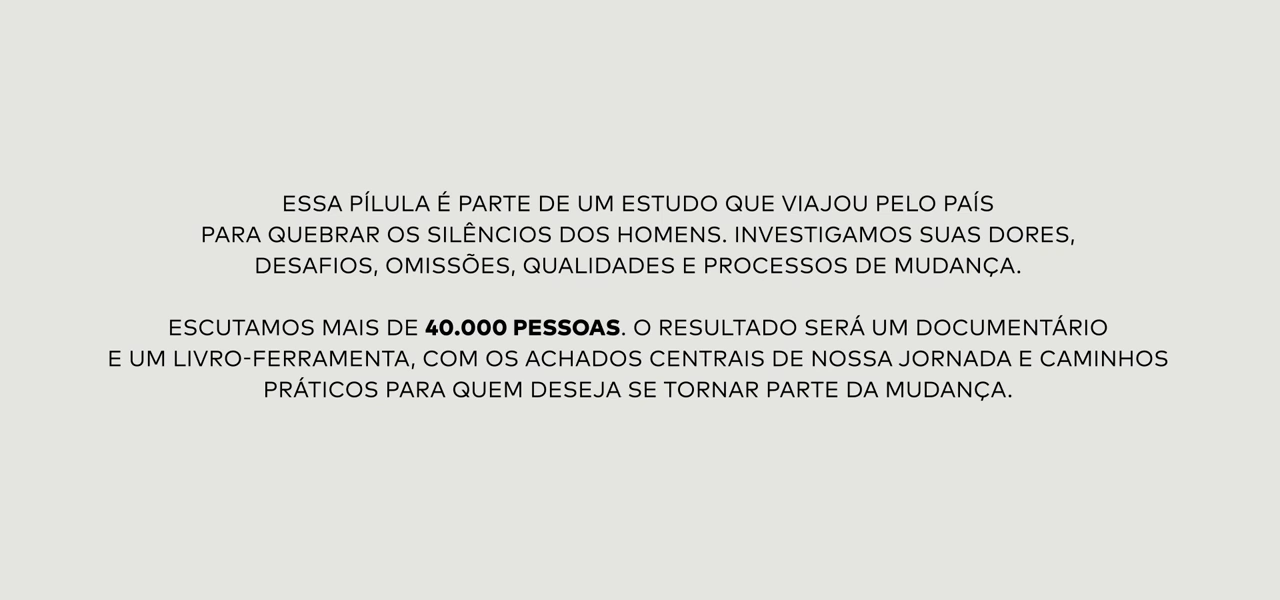 ESSA PÍLULA É PARTE DE UM ESTUDO QUE VIAJOU PELO PAÍS
PARA QUEBRAR OS SILÊNCIOS DOS HOMENS. INVESTIGAMOS SUAS DORES,
DESAFIOS, OMISSÕES, QUALIDADES E PROCESSOS DE MUDANÇA.
ESCUTAMOS MAIS DE 40.000 PESSOAS. O RESULTADO SERÁ UM DOCUMENTÁRIO
E UM LIVRO-FERRAMENTA, COM OS ACHADOS CENTRAIS DE NOSSA JORNADA E CAMINHOS
PRÁTICOS PARA QUEM DESEJA SE TORNAR PARTE DA MUDANÇA.